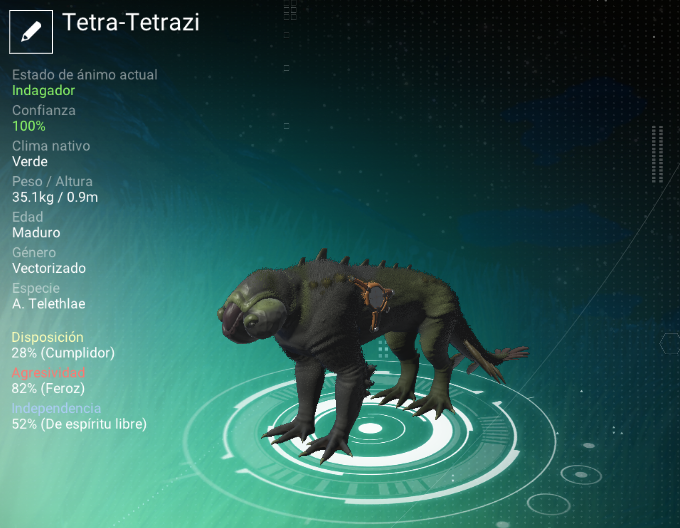 Tetra-Tetrazi
Estado de ánimo actual
Indagador
Confianza
100%
Clima nativo
Verde
Peso / Altura
35.1kg / 0.9m
Edad
Maduro
Género
Vectorizado
Especie
A. Telethlae
Disposición
28% (Cumplidor)
Agresividad
82% (Feroz)
Independencia
52% (De espíritu libre)